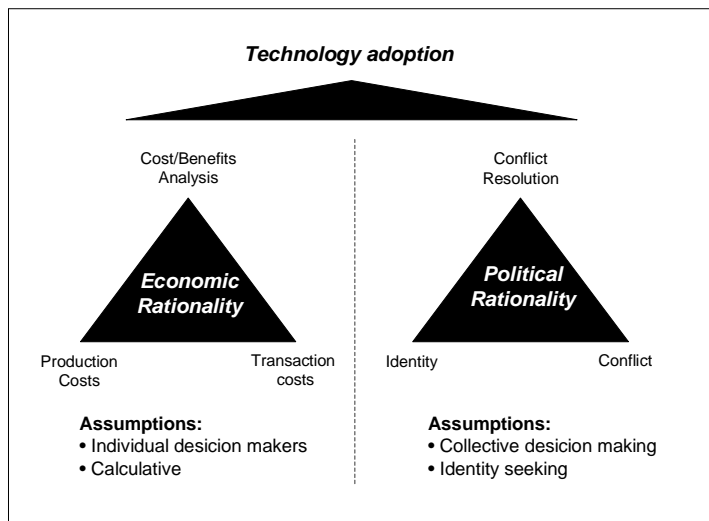 Technology adoption
Cost/Benefits
Analysis
Economic
Rationality
Production
Costs
Transaction
costs
Assumptions:
• Individual desicion makers
• Calculative
Conflict
Resolution
Political
Rationality
Identity
Conflict
Assumptions:
• Collective desicion making
• Identity seeking